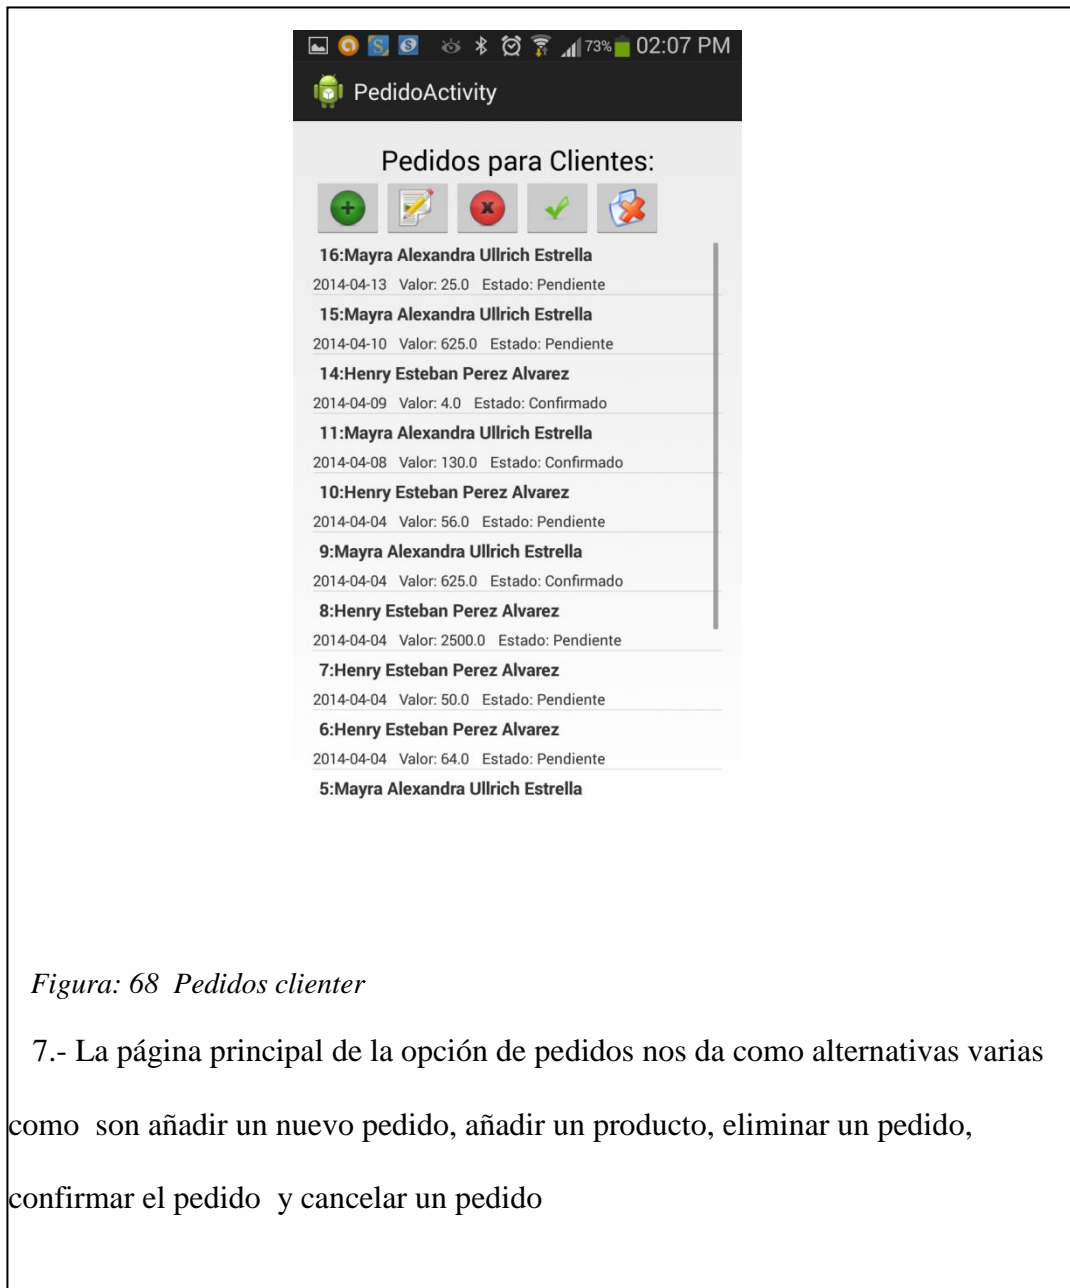 73% 02:07 PM
PedidoActivity
Pedidos para Clientes:
16:Mayra Alexandra Ullrich Estrella
2014-04-13 Valor: 25.0 Estado: Pendiente
15:Mayra Alexandra Ullrich Estrella
2014-04-10 Valor: 625.0 Estado: Pendiente
14:Henry Esteban Perez Alvarez
2014-04-09 Valor: 4.0 Estado: Confirmado
11:Mayra Alexandra Ullrich Estrella
2014-04-08 Valor: 130.0 Estado: Confirmado
10:Henry Esteban Perez Alvarez
2014-04-04 Valor: 56.0 Estado: Pendiente
9:Mayra Alexandra Ullrich Estrella
2014-04-04 Valor: 625.0 Estado: Confirmado
8:Henry Esteban Perez Alvarez
2014-04-04 Valor: 2500.0 Estado: Pendiente
7:Henry Esteban Perez Alvarez
2014-04-04 Valor: 50.0 Estado: Pendiente
6:Henry Esteban Perez Alvarez
2014-04-04 Valor: 64.0 Estado: Pendiente
5:Mayra Alexandra Ullrich Estrella
Figura: 68 Pedidos clienter
7.- La página principal de la opción de pedidos nos da como alternativas varias
como son añadir un nuevo pedido, añadir un producto, eliminar un pedido,
confirmar el pedido y cancelar un pedido